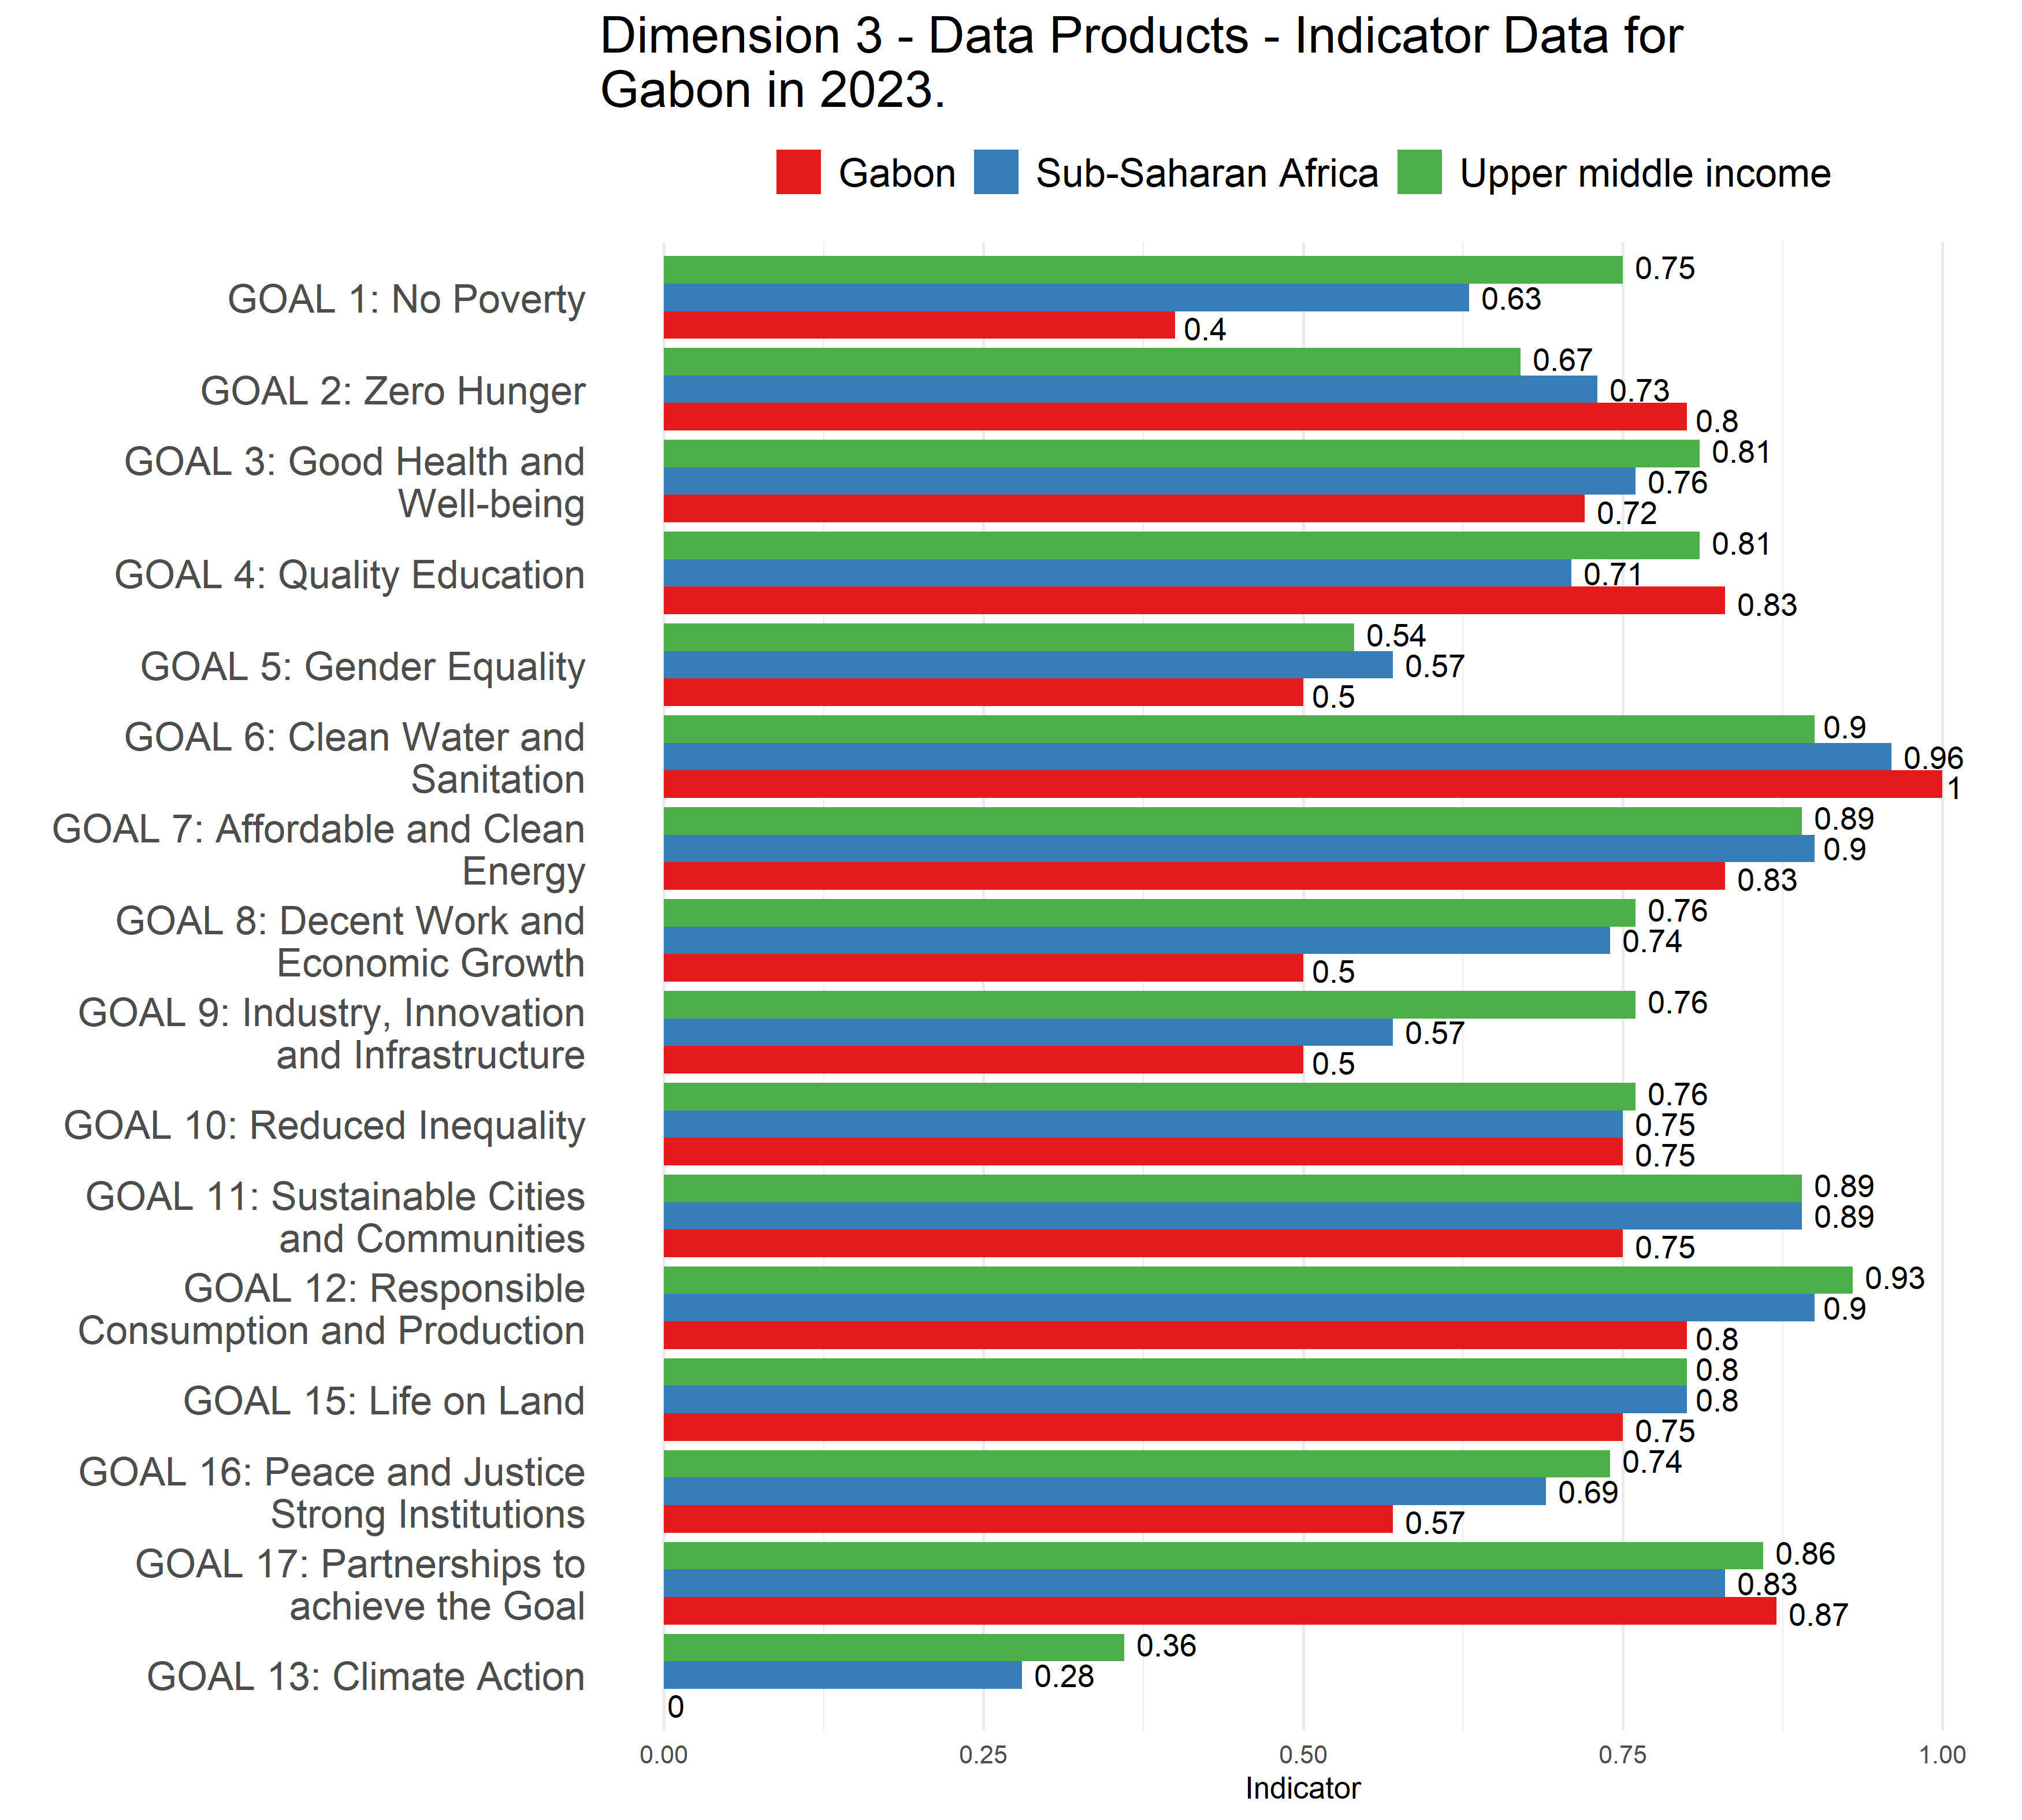 Dimension 3 - Data Products - Indicator Data for
Gabon in 2023.
Gabon Sub-Saharan Africa Upper middle income
0.75
GOAL 1: No Poverty 0.63
0.4
0.67
GOAL 2: Zero Hunger 0.73
0.8
GOAL 3: Good Health and
Well-being
0.81
0.76
0.72
0.81
GOAL 4: Quality Education 0.71
0.83
0.54
GOAL 5: Gender Equality 0.57
0.5
GOAL 6: Clean Water and
Sanitation
0.9
0.96
1
GOAL 7: Affordable and Clean
Energy
0.89
0.9
0.83
GOAL 8: Decent Work and
Economic Growth
0.76
0.74
0.5
GOAL 9: Industry, Innovation
and Infrastructure
0.76
0.57
0.5
0.76
GOAL 10: Reduced Inequality 0.75
0.75
GOAL 11: Sustainable Cities
and Communities
0.89
0.89
0.75
GOAL 12: Responsible
Consumption and Production
0.93
0.9
0.8
0.8
GOAL 15: Life on Land 0.8
0.75
GOAL 16: Peace and Justice
Strong Institutions
0.74
0.69
0.57
GOAL 17: Partnerships to
achieve the Goal
0.86
0.83
0.87
0.36
GOAL 13: Climate Action 0.28
0
0.00 0.25 0.50 0.75 1.00
Indicator